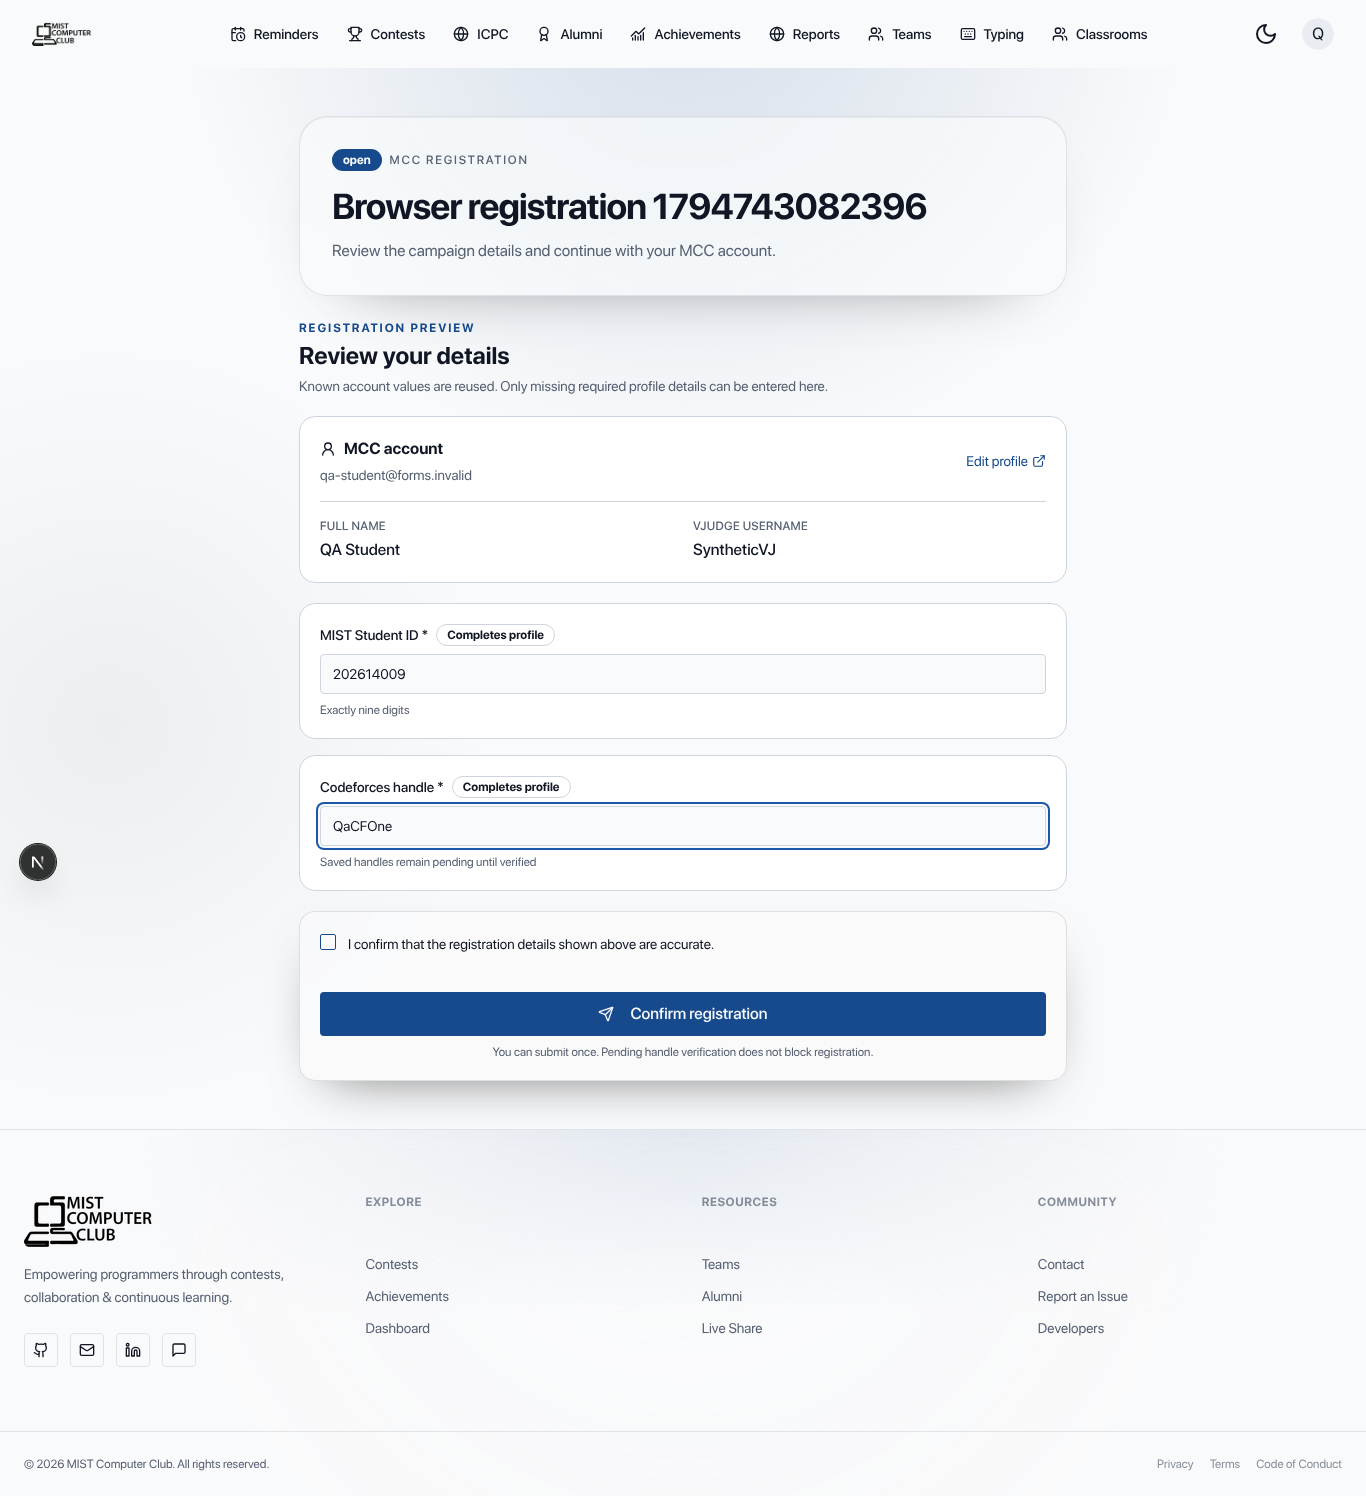 MIST
COMPUTER
CLUB
Reminders
Contests
ICPC
Alumni
Achievements
Reports
Teams
Typing
Classrooms
Q
open
MCC REGISTRATION
Browser registration 1794743082396
Review the campaign details and continue with your MCC account.
REGISTRATION PREVIEW
Review your details
Known account values are reused. Only missing required profile details can be entered here.
MCC account
qa-student@forms.invalid
Edit profile
FULL NAME
QA Student
VJUDGE USERNAME
SyntheticVJ
MIST Student ID *
Completes profile
202614009
Exactly nine digits
Codeforces handle *
Completes profile
QaCFOne
Saved handles remain pending until verified
N
I confirm that the registration details shown above are accurate.
Confirm registration
You can submit once. Pending handle verification does not block registration.
MIST
COMPUTER
CLUB
Empowering programmers through contests,
collaboration & continuous learning.
EXPLORE
Contests
Achievements
Dashboard
RESOURCES
Teams
Alumni
Live Share
COMMUNITY
Contact
Report an Issue
Developers
© 2026 MIST Computer Club. All rights reserved.
Privacy
Terms
Code of Conduct